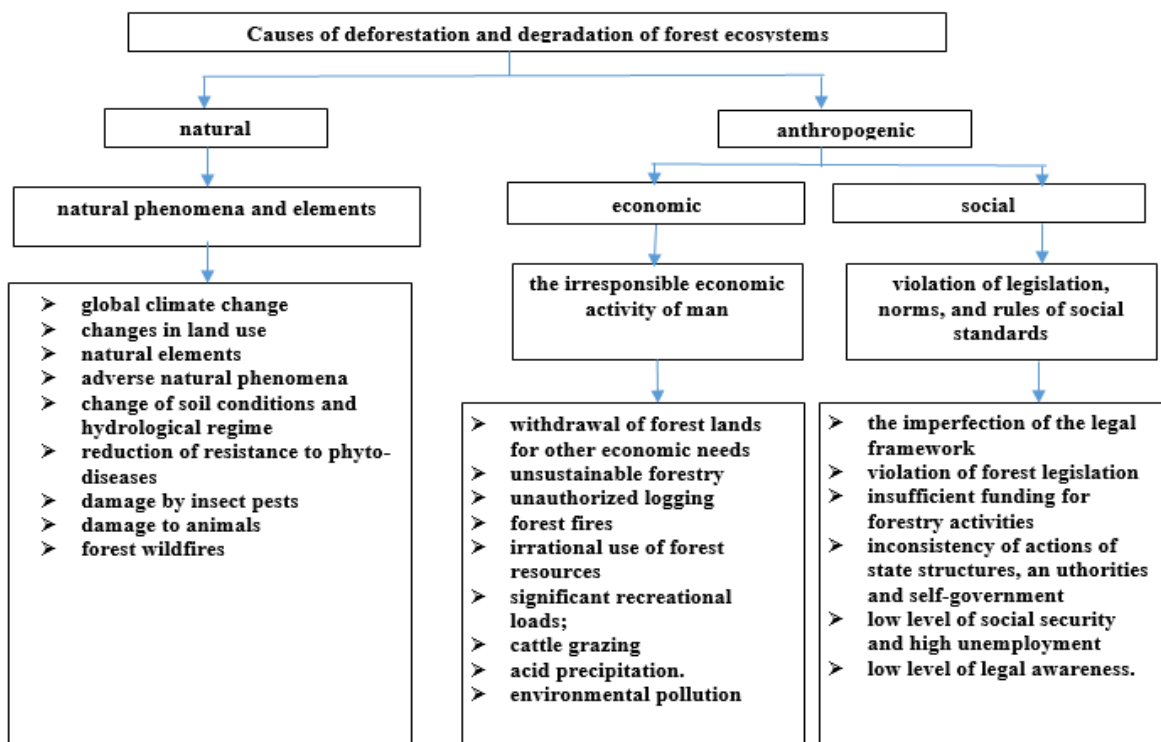 Causes of deforestation and degradation of forest ecosystems
natural
anthropogenic
natural phenomena and elements
economic
social
the irresponsible economic
activity of man
violation of legislation,
norms, and rules of social
standards
➢ global climate change
➢ changes in land use
➢ natural elements
➢ adverse natural phenomena
➢ change of soil conditions and
hydrological regime
➢ reduction of resistance to phyto-
diseases
➢ damage by insect pests
➢ damage to animals
➢ forest wildfires
➢ withdrawal of forest lands
for other economic needs
➢ unsustainable forestry
➢ unauthorized logging
➢ forest fires
➢ irrational use of forest
resources
➢ significant recreational
loads;
➢ cattle grazing
➢ acid precipitation.
➢ environmental pollution
➢ the imperfection of the legal
framework
➢ violation of forest legislation
➢ insufficient funding for
forestry activities
➢ inconsistency of actions of
state structures, an uthorities
and self-government
➢ low level of social security
and high unemployment
➢ low level of legal awareness.